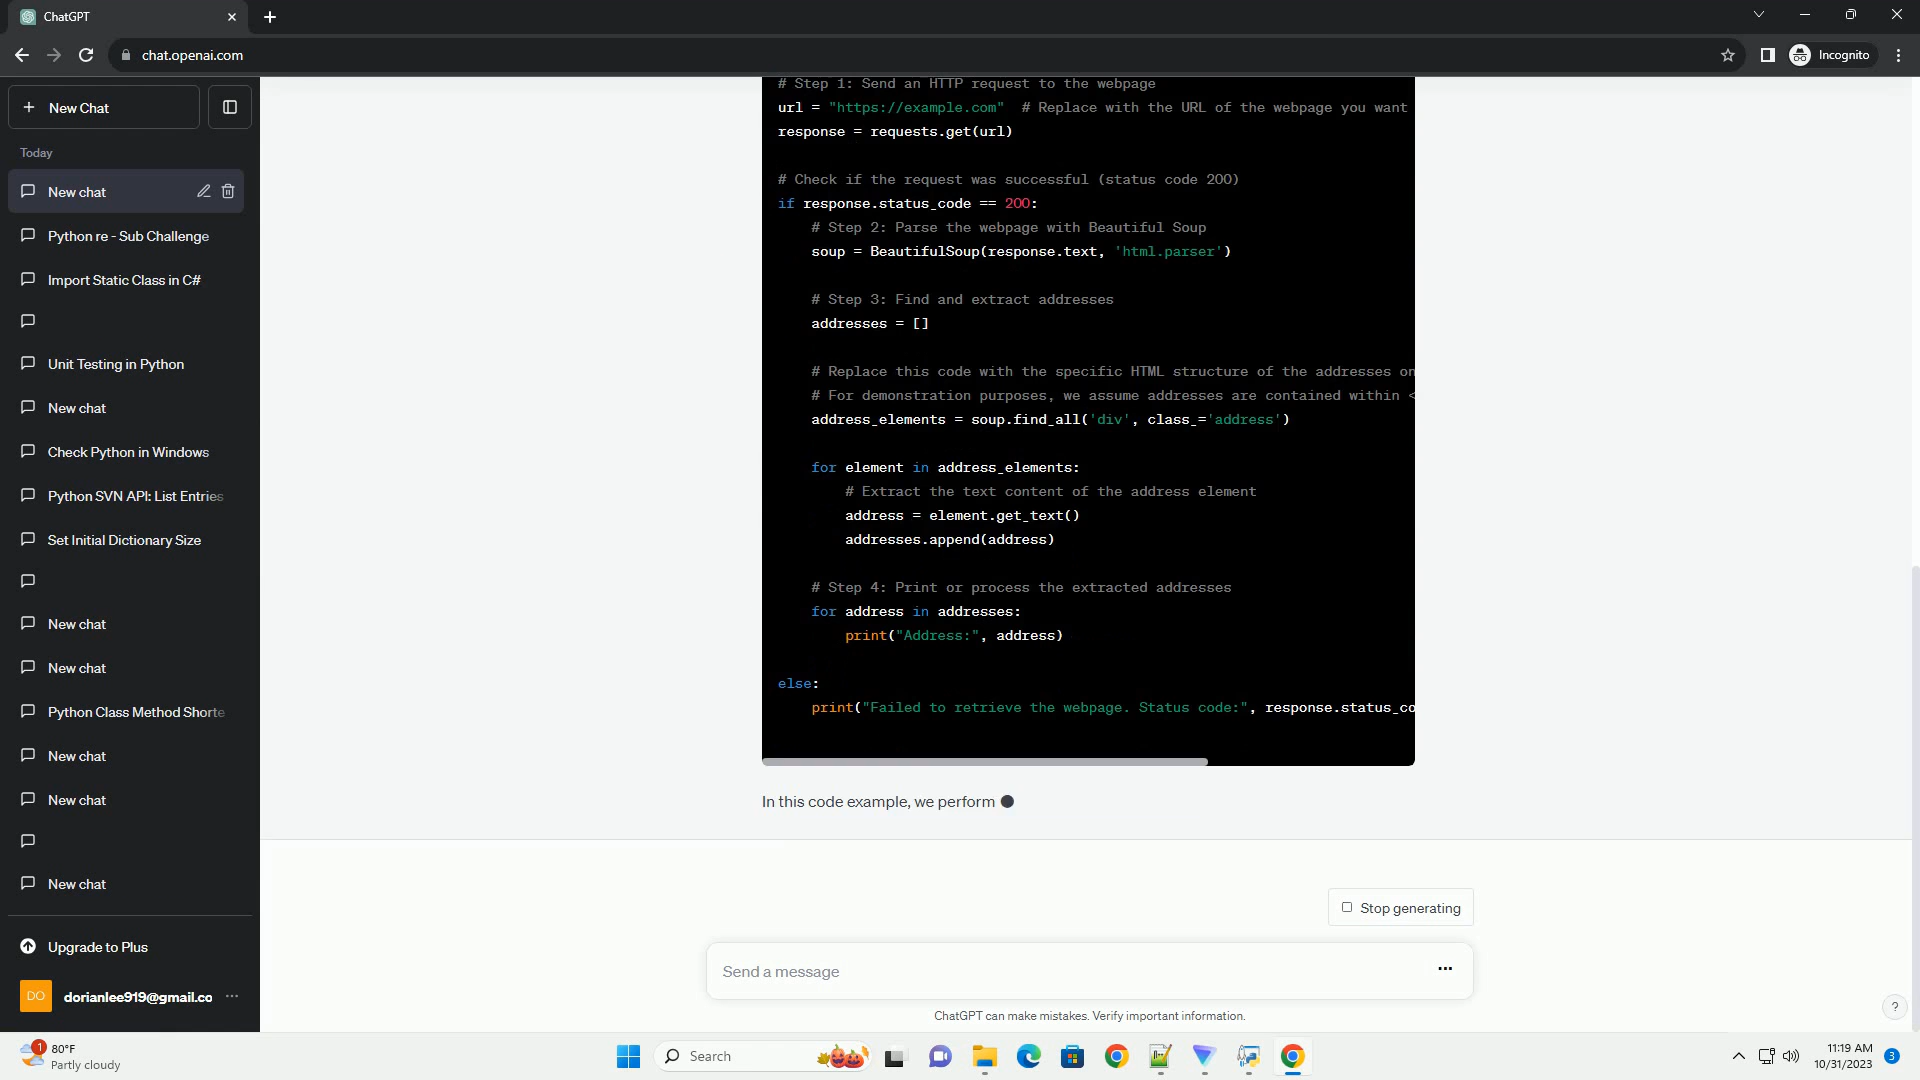 ChatGPT
chat.openai.com
Incognito
New Chat
Today
New chat
Python re - Sub Challenge
Import Static Class in C#
Unit Testing in Python
New chat
Check Python in Windows
Python SVN API: List Entries
Set Initial Dictionary Size
New chat
New chat
Python Class Method Shorte
New chat
New chat
New chat
Upgrade to Plus
DO
dorianlee919@gmail.co
# Step 1: Send an HTTP request to the webpage
url = "https://example.com"  # Replace with the URL of the webpage you want
response = requests.get(url)
# Check if the request was successful (status code 200)
if response.status_code == 200:
# Step 2: Parse the webpage with Beautiful Soup
soup = BeautifulSoup(response.text, 'html.parser')
# Step 3: Find and extract addresses
addresses = []
# Replace this code with the specific HTML structure of the addresses on
# For demonstration purposes, we assume addresses are contained within <
address_elements = soup.find_all('div', class_='address')
for element in address_elements:
# Extract the text content of the address element
address = element.get_text()
addresses.append(address)
# Step 4: Print or process the extracted addresses
for address in addresses:
print("Address:", address)
else:
print("Failed to retrieve the webpage. Status code:", response.status_co
In this code example, we perform
Stop generating
Send a message
ChatGPT can make mistakes. Verify important information.
?
1
80°F
Partly cloudy
Search
11:19 AM
10/31/2023
3